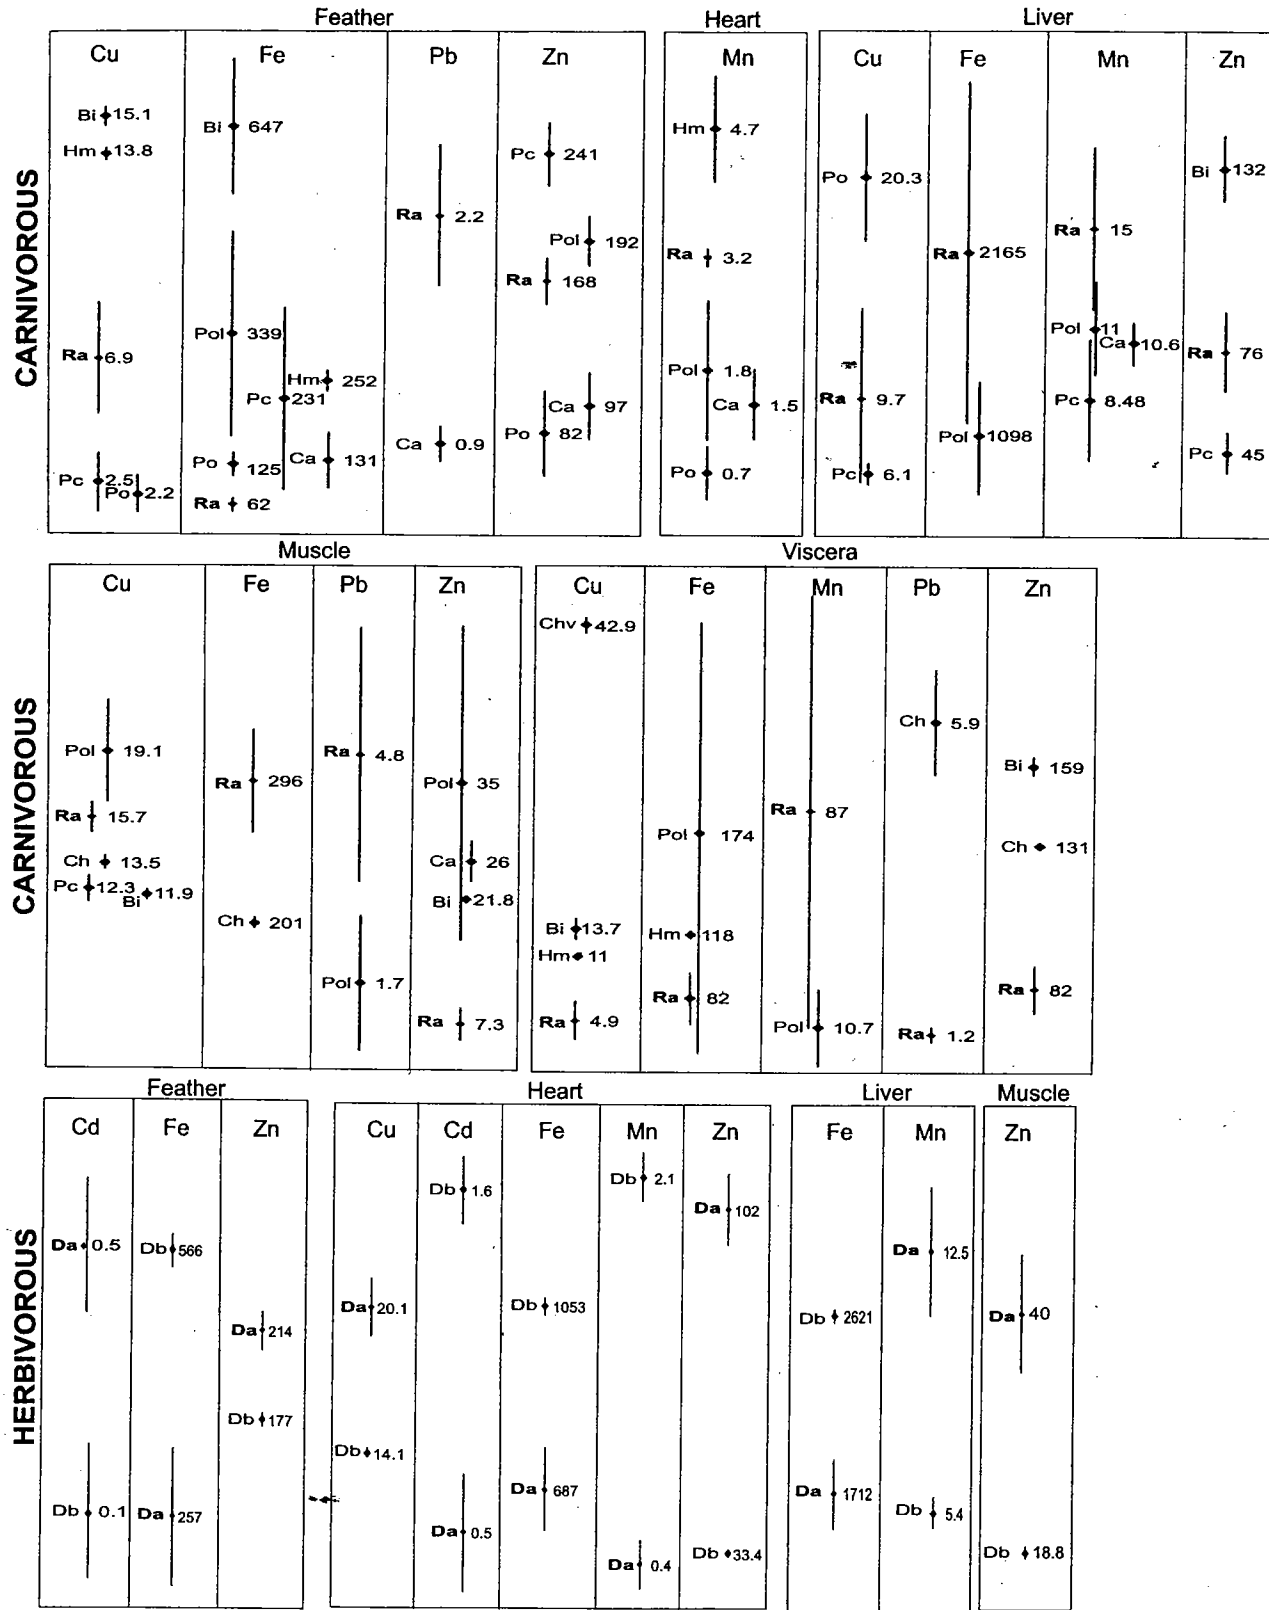 Feather Heart Liver
Cu Fe Pb Zn Mn Cu Fe Mn Zn
CARNIVOROUS
Bi 15.1
Hm 13.8
Ra 6.9
Pc 2.5
Po 2.2
Bi 647
Pol 339
Hm 252
Pc 231
Po 125
Ca 131
Ra 62
Ra 2.2
Ca 0.9
Pc 241
Pol 192
Ra 168
Ca 97
Po 82
Hm 4.7
Ra 3.2
Pol 1.8
Ca 1.5
Po 0.7
Po 20.3
Ra 9.7
Pc 6.1
Ra 2165
Pol 1098
Ra 15
Pol 11
Ca 10.6
Pc 8.48
Bi 132
Ra 76
Pc 45
Muscle Viscera
Cu Fe Pb Zn Cu Fe Mn Pb Zn
CARNIVOROUS
Pol 19.1
Ra 15.7
Ch 13.5
Pc 12.3
Bi 11.9
Ra 296
Ch 201
Ra 4.8
Pol 1.7
Pol 35
Ca 26
Bi 21.8
Ra 7.3
Chv 42.9
Bi 13.7
Hm 11
Ra 4.9
Pol 174
Hm 118
Ra 82
Ra 87
Pol 10.7
Ch 5.9
Ra 1.2
Bi 159
Ch 131
Ra 82
Feather Heart Liver Muscle
Cd Fe Zn Cu Cd Fe Mn Zn Fe Mn Zn
HERBIVOROUS
Da 0.5
Db 0.1
Db 566
Da 257
Da 214
Db 177
Da 20.1
Db 14.1
Db 1.6
Da 0.5
Db 1053
Da 687
Db 2.1
Da 0.4
Da 102
Db 33.4
Db 2621
Da 1712
Da 12.5
Db 5.4
Da 40
Db 18.8